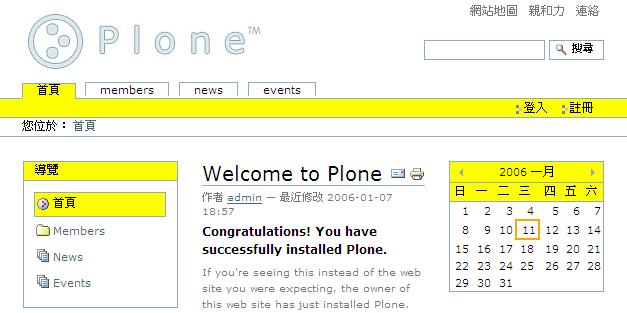 網站地圖 親和力 連絡
Plone™
搜尋
首頁 members news events
登入 註冊
您位於： 首頁
導覽
首頁
Members
News
Events
Welcome to Plone
作者 admin — 最近修改 2006-01-07
18:57
Congratulations! You have
successfully installed Plone.
If you're seeing this instead of the web
site you were expecting, the owner of
this web site has just installed Plone.
2006 一月
日 一 二 三 四 五 六
1 2 3 4 5 6 7
8 9 10 11 12 13 14
15 16 17 18 19 20 21
22 23 24 25 26 27 28
29 30 31